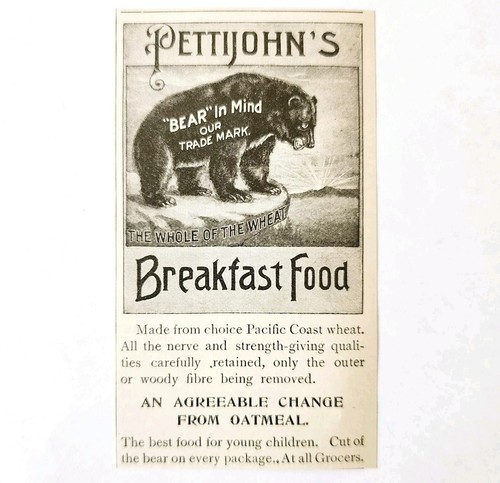 PETTIJOHN'S
"BEAR" In Mind
OUR
TRADE MARK.
THE WHOLE OF THE WHEAT
Breakfast Food
Made from choice Pacific Coast wheat.
All the nerve and strength-giving quali-
ties carefully ,retained, only the outer
or woody fibre being removed.
AN AGREEABLE CHANGE
FROM OATMEAL.
The best food for young children. Cut of
the bear on every package., At all Grocers.